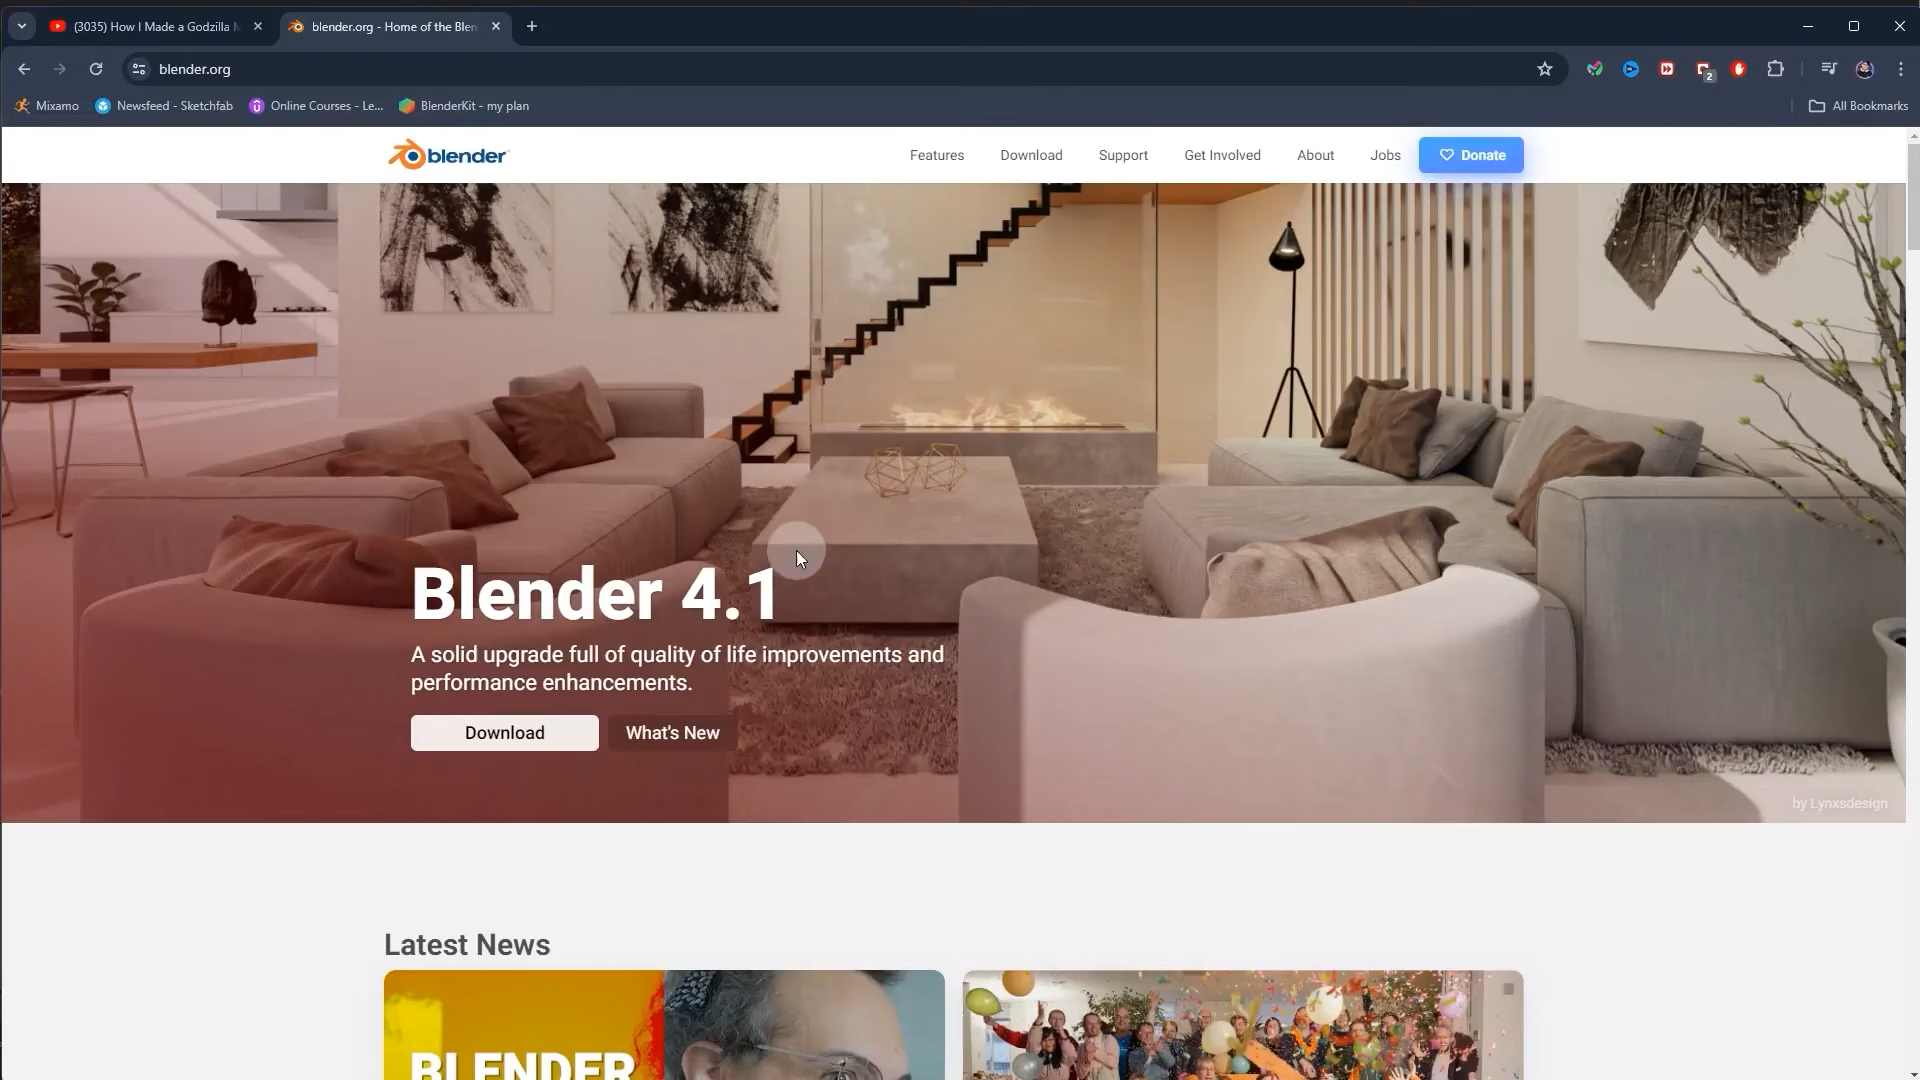 (3035) How I Made a Godzilla
blender.org - Home of the Blen
blender.org
2
Mixamo
Newsfeed - Sketchfab
Online Courses - Le...
BlenderKit - my plan
All Bookmarks
blender
Features
Download
Support
Get Involved
About
Jobs
Donate
Blender 4.1
A solid upgrade full of quality of life improvements and
performance enhancements.
Download
What's New
by Lynxsdesign
Latest News
BLENDER